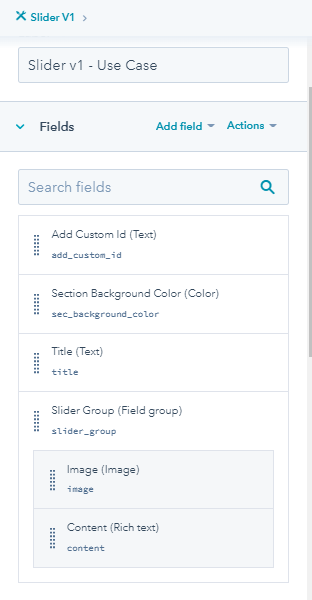 Slider V1
Slider v1 - Use Case
Fields Add field Actions
Search fields
Add Custom Id (Text)
add_custom_id
Section Background Color (Color)
sec_background_color
Title (Text)
title
Slider Group (Field group)
slider_group
Image (Image)
image
Content (Rich text)
content